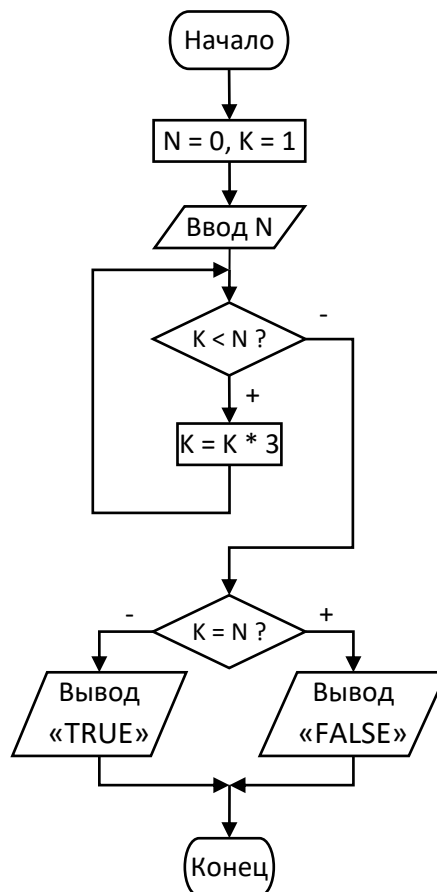 Начало
N = 0, K = 1
Ввод N
K < N ?
-
+
K = K * 3
K = N ?
-
+
Вывод
«TRUE»
Вывод
«FALSE»
Конец